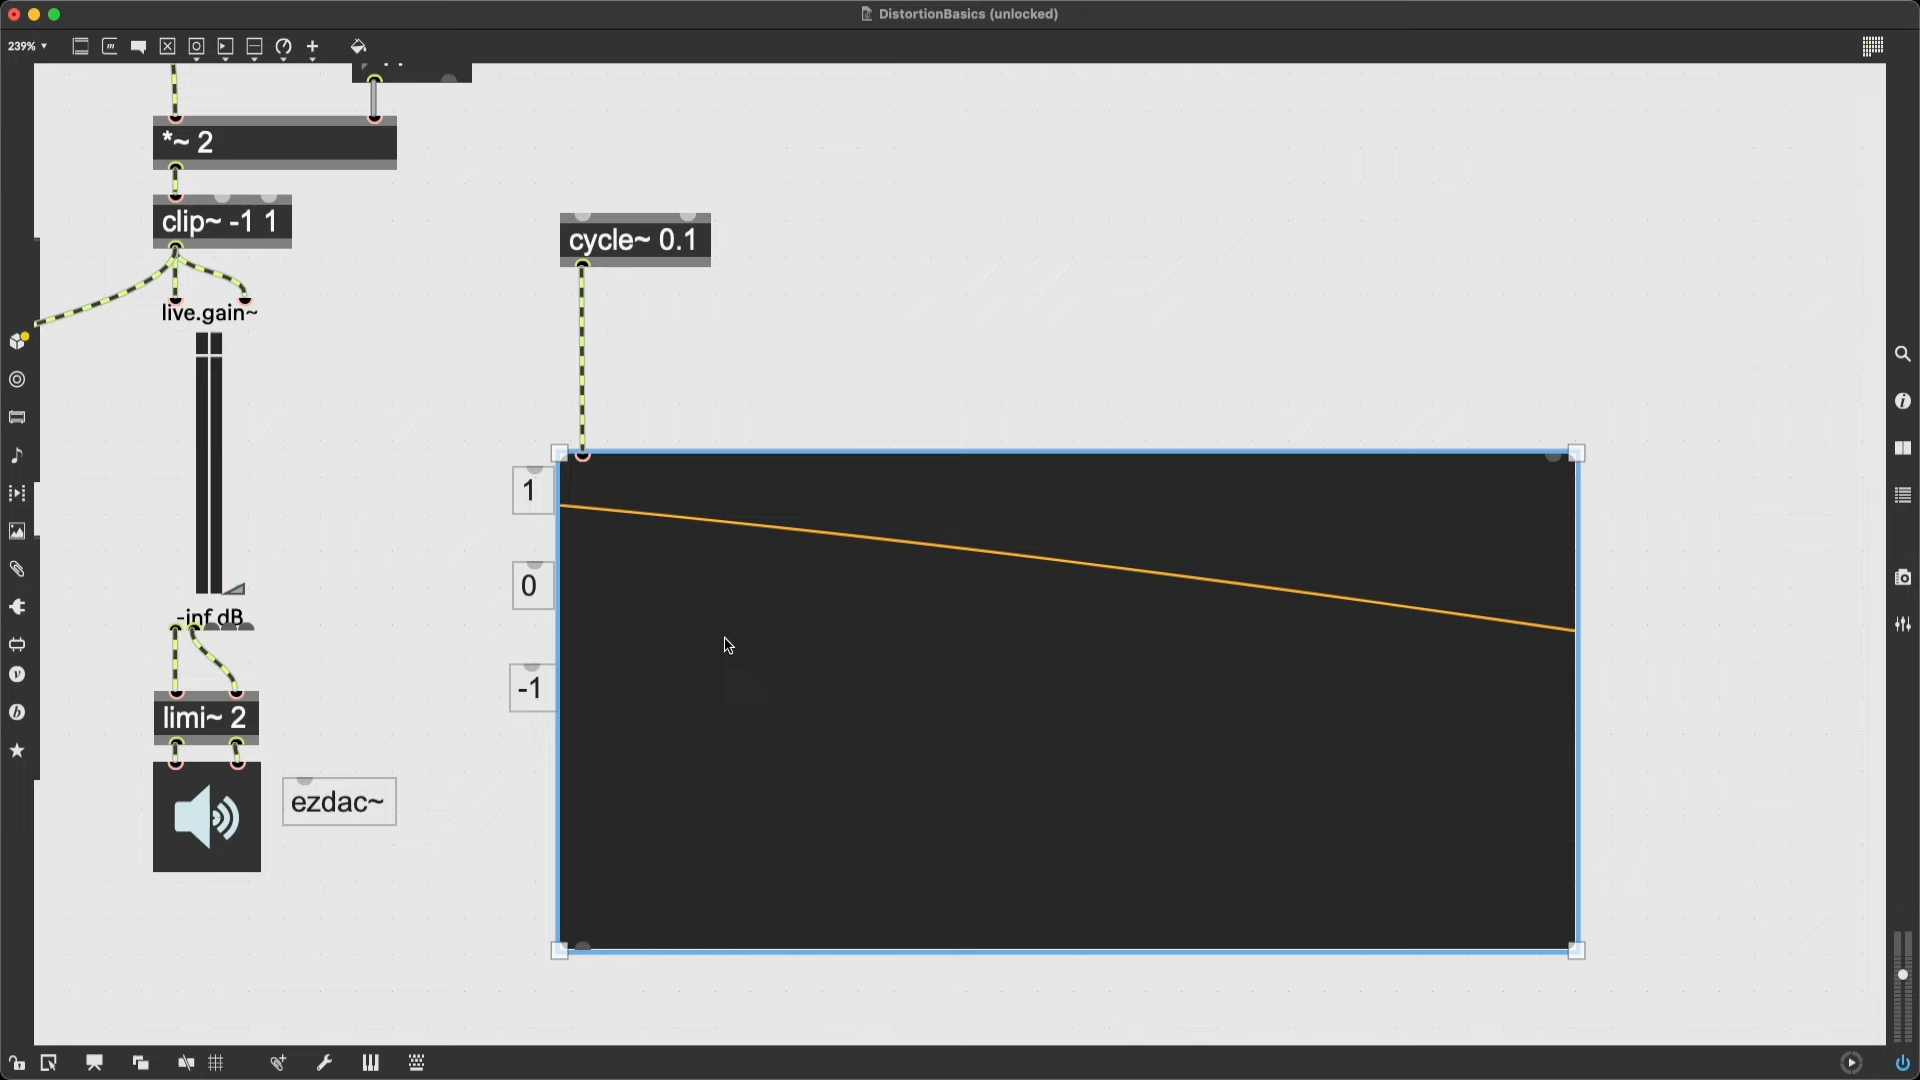 DistortionBasics (unlocked)
239%
*~ 2
clip~ -1 1
cycle~ 0.1
live.gain~
1
0
-inf dB
-1
limi~ 2
ezdac~